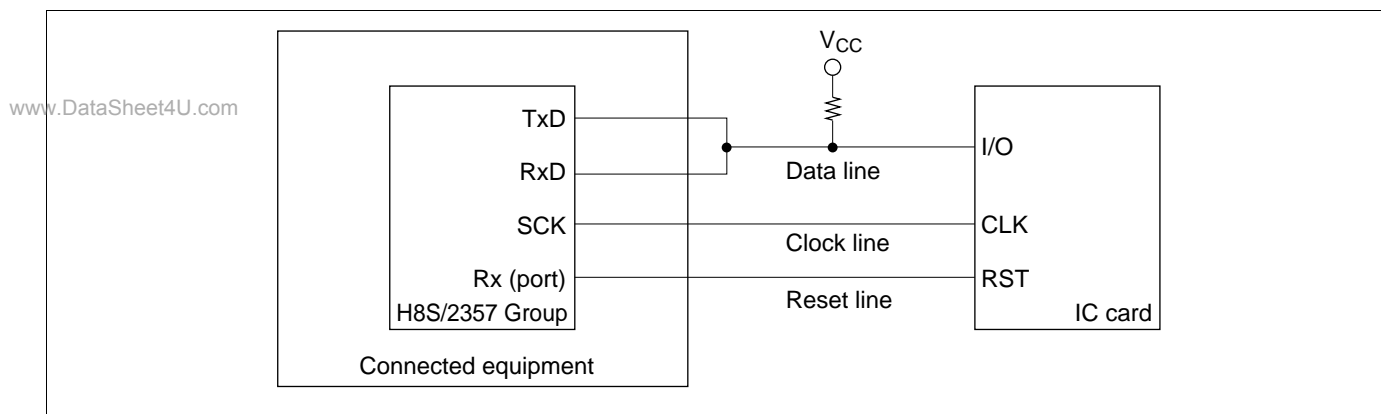 www.DataSheet4U.com
V_CC
TxD
RxD
SCK
Rx (port)
H8S/2357 Group
Connected equipment
Data line
Clock line
Reset line
I/O
CLK
RST
IC card